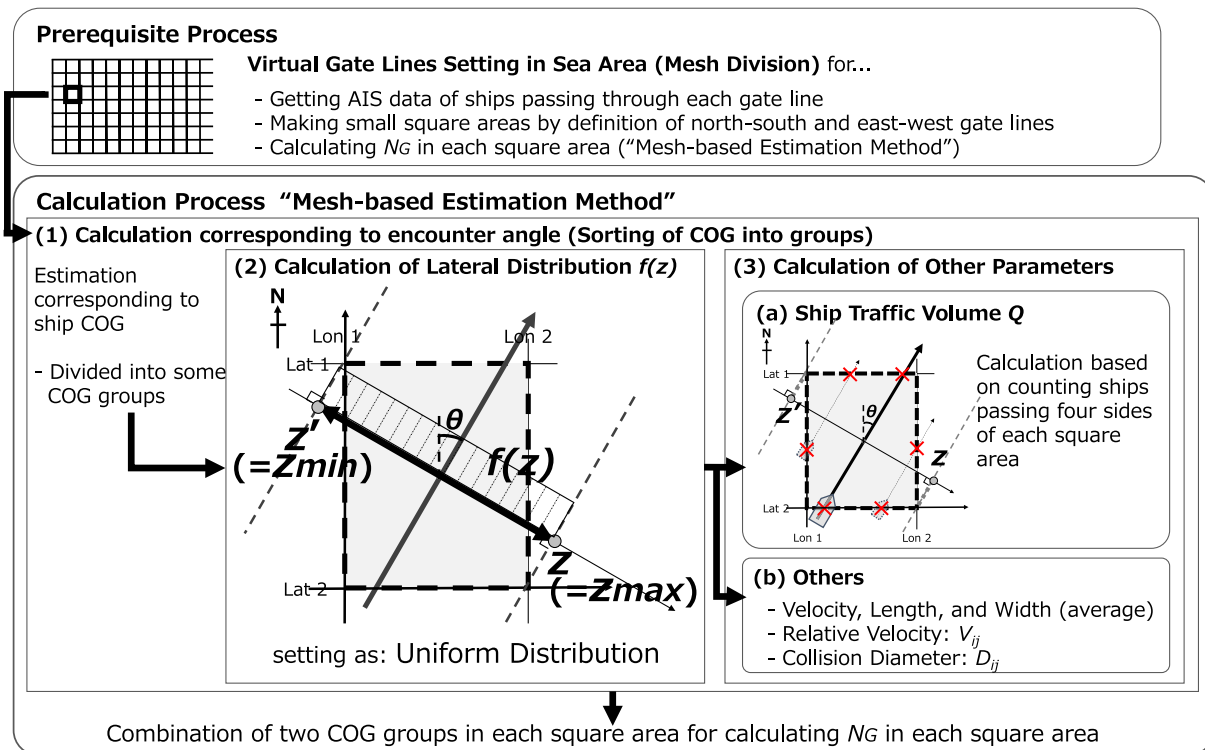 Prerequisite Process
Virtual Gate Lines Setting in Sea Area (Mesh Division) for...
- Getting AIS data of ships passing through each gate line
- Making small square areas by definition of north-south and east-west gate lines
- Calculating NG in each square area (“Mesh-based Estimation Method”)
Calculation Process “Mesh-based Estimation Method”
(1) Calculation corresponding to encounter angle (Sorting of COG into groups)
Estimation
corresponding to
ship COG
- Divided into some
COG groups
(2) Calculation of Lateral Distribution f(z)
N
Lon 1
Lon 2
Lat 1
θ
z'
(=Zmin)
f(z)
z
(=Zmax)
Lat 2
setting as: Uniform Distribution
(3) Calculation of Other Parameters
(a) Ship Traffic Volume Q
N
Lat 1
θ
z'
z
Lat 2
Lon 1
Lon 2
Calculation based
on counting ships
passing four sides
of each square
area
(b) Others
- Velocity, Length, and Width (average)
- Relative Velocity: Vij
- Collision Diameter: Dij
Combination of two COG groups in each square area for calculating NG in each square area